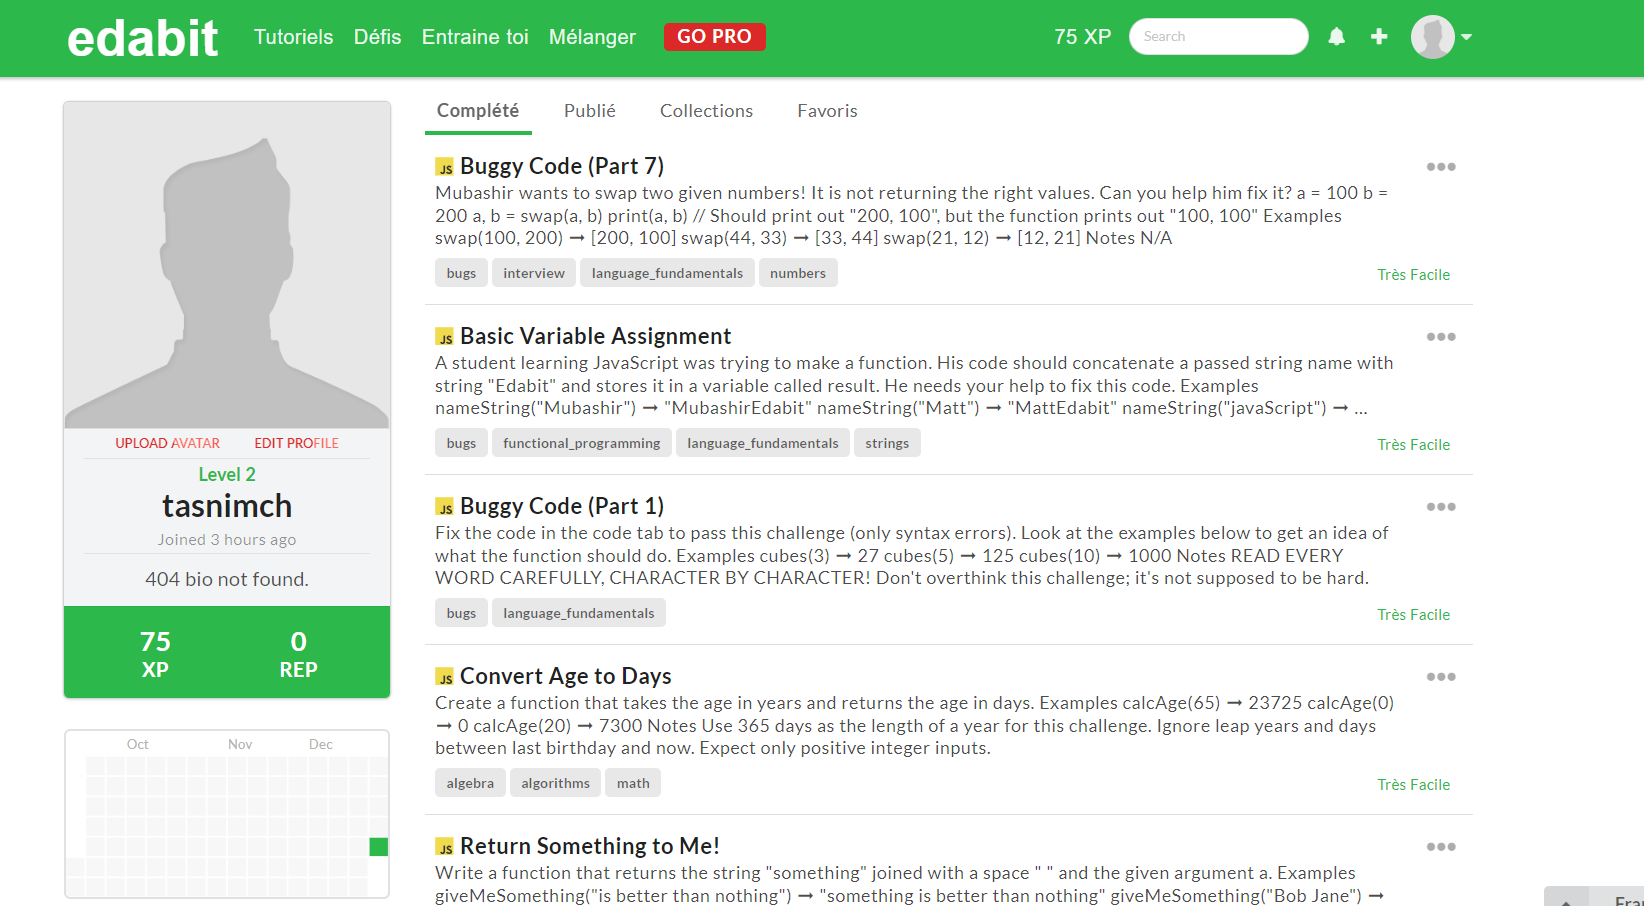 edabit Tutoriels Défis Entraine toi Mélanger GO PRO 75 XP Search
Complété Publié Collections Favoris
JS Buggy Code (Part 7)
Mubashir wants to swap two given numbers! It is not returning the right values. Can you help him fix it? a = 100 b =
200 a, b = swap(a, b) print(a, b) // Should print out "200, 100", but the function prints out "100, 100" Examples
swap(100, 200) ➞ [200, 100] swap(44, 33) ➞ [33, 44] swap(21, 12) ➞ [12, 21] Notes N/A
bugs interview language_fundamentals numbers
Très Facile
JS Basic Variable Assignment
A student learning JavaScript was trying to make a function. His code should concatenate a passed string name with
string "Edabit" and stores it in a variable called result. He needs your help to fix this code. Examples
nameString("Mubashir") ➞ "MubashirEdabit" nameString("Matt") ➞ "MattEdabit" nameString("javaScript") ➞ ...
bugs functional_programming language_fundamentals strings
Très Facile
JS Buggy Code (Part 1)
Fix the code in the code tab to pass this challenge (only syntax errors). Look at the examples below to get an idea of
what the function should do. Examples cubes(3) ➞ 27 cubes(5) ➞ 125 cubes(10) ➞ 1000 Notes READ EVERY
WORD CAREFULLY, CHARACTER BY CHARACTER! Don't overthink this challenge; it's not supposed to be hard.
bugs language_fundamentals
Très Facile
JS Convert Age to Days
Create a function that takes the age in years and returns the age in days. Examples calcAge(65) ➞ 23725 calcAge(0)
➞ 0 calcAge(20) ➞ 7300 Notes Use 365 days as the length of a year for this challenge. Ignore leap years and days
between last birthday and now. Expect only positive integer inputs.
algebra algorithms math
Très Facile
JS Return Something to Me!
Write a function that returns the string "something" joined with a space " " and the given argument a. Examples
giveMeSomething("is better than nothing") ➞ "something is better than nothing" giveMeSomething("Bob Jane") ➞
UPLOAD AVATAR EDIT PROFILE
Level 2
tasnimch
Joined 3 hours ago
404 bio not found.
75 0
XP REP
Oct Nov Dec